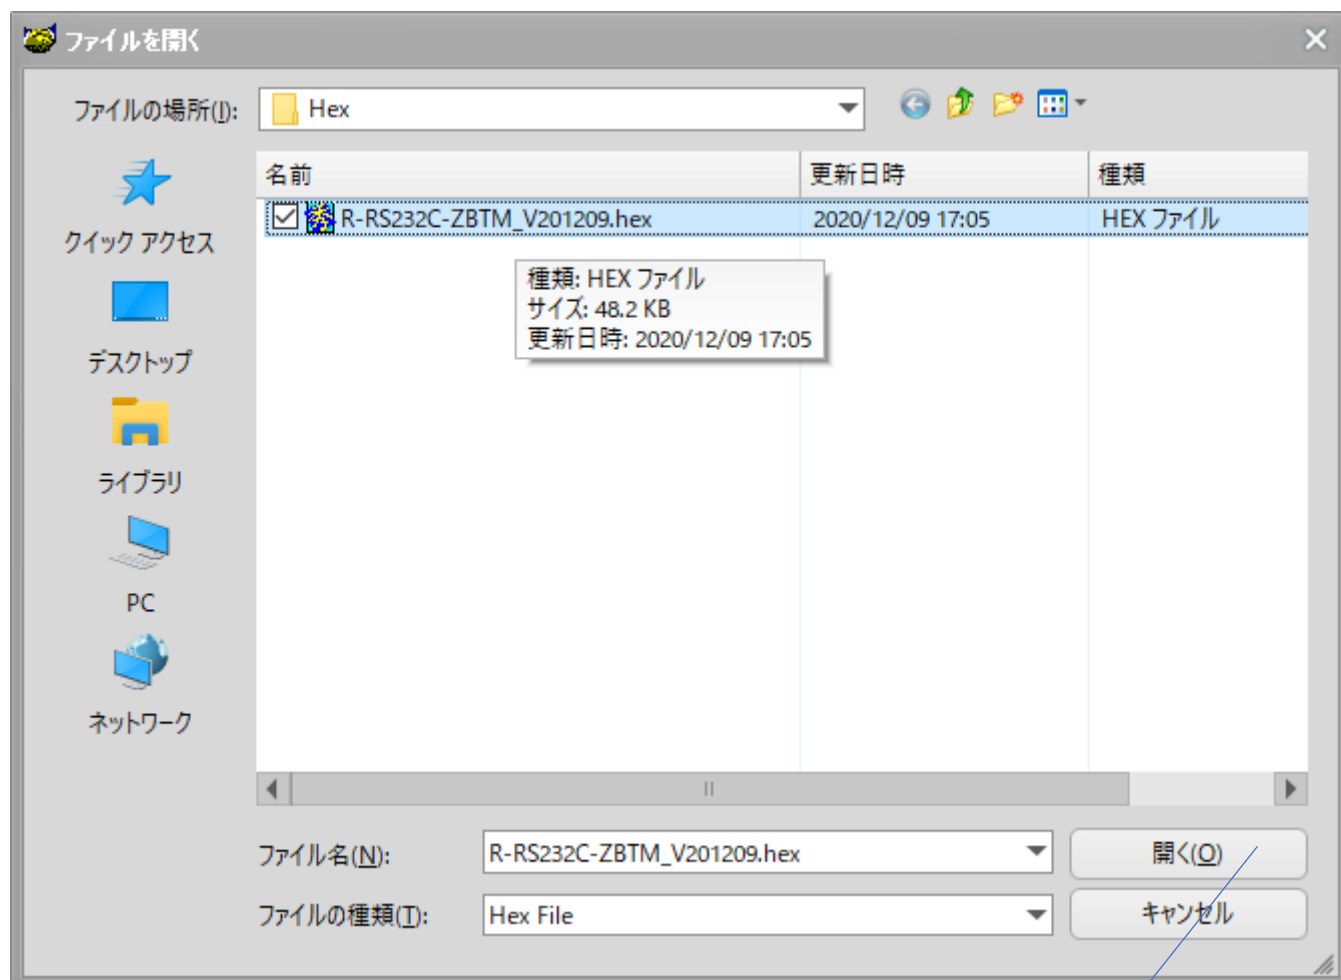 ファイルを開く
ファイルの場所(I): Hex
名前 更新日時 種類
R-RS232C-ZBTM_V201209.hex 2020/12/09 17:05 HEX ファイル
種類: HEX ファイル
サイズ: 48.2 KB
更新日時: 2020/12/09 17:05
クイック アクセス
デスクトップ
ライブラリ
PC
ネットワーク
ファイル名(N): R-RS232C-ZBTM_V201209.hex 開く(O)
ファイルの種類(T): Hex File キャンセル